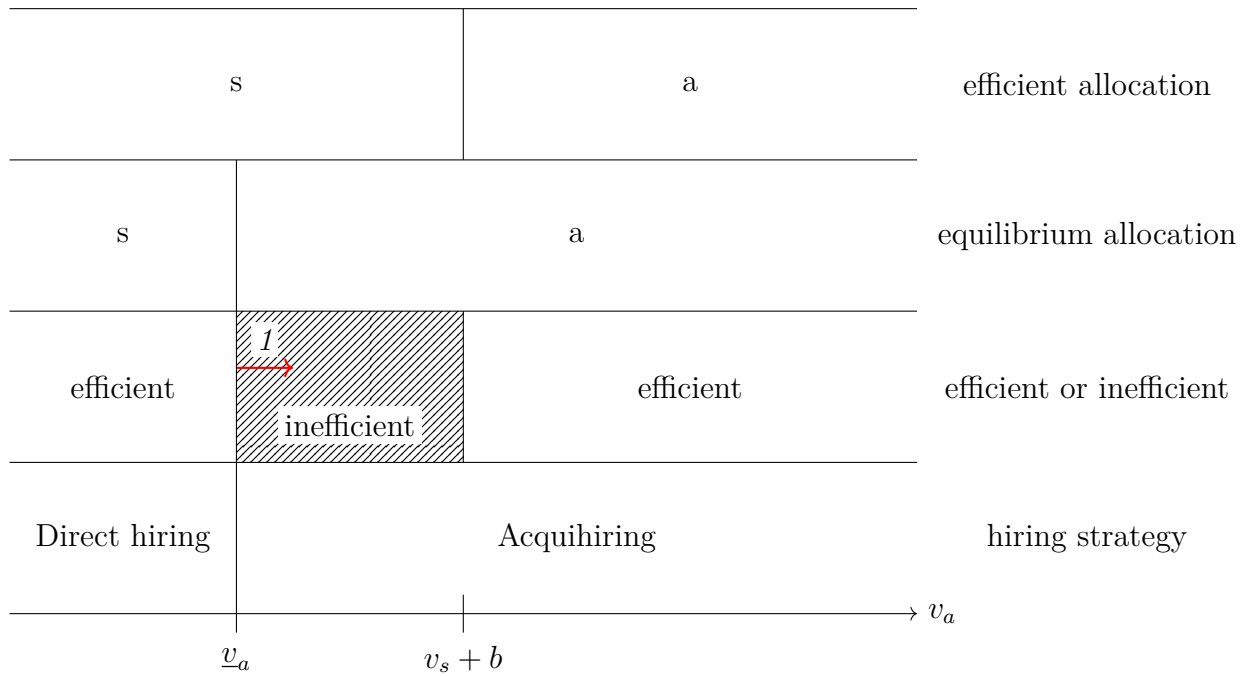 s a efficient allocation
s a equilibrium allocation
1
efficient efficient efficient or inefficient
inefficient
Direct hiring Acquihiring hiring strategy
v_a
v̲_a v_s + b